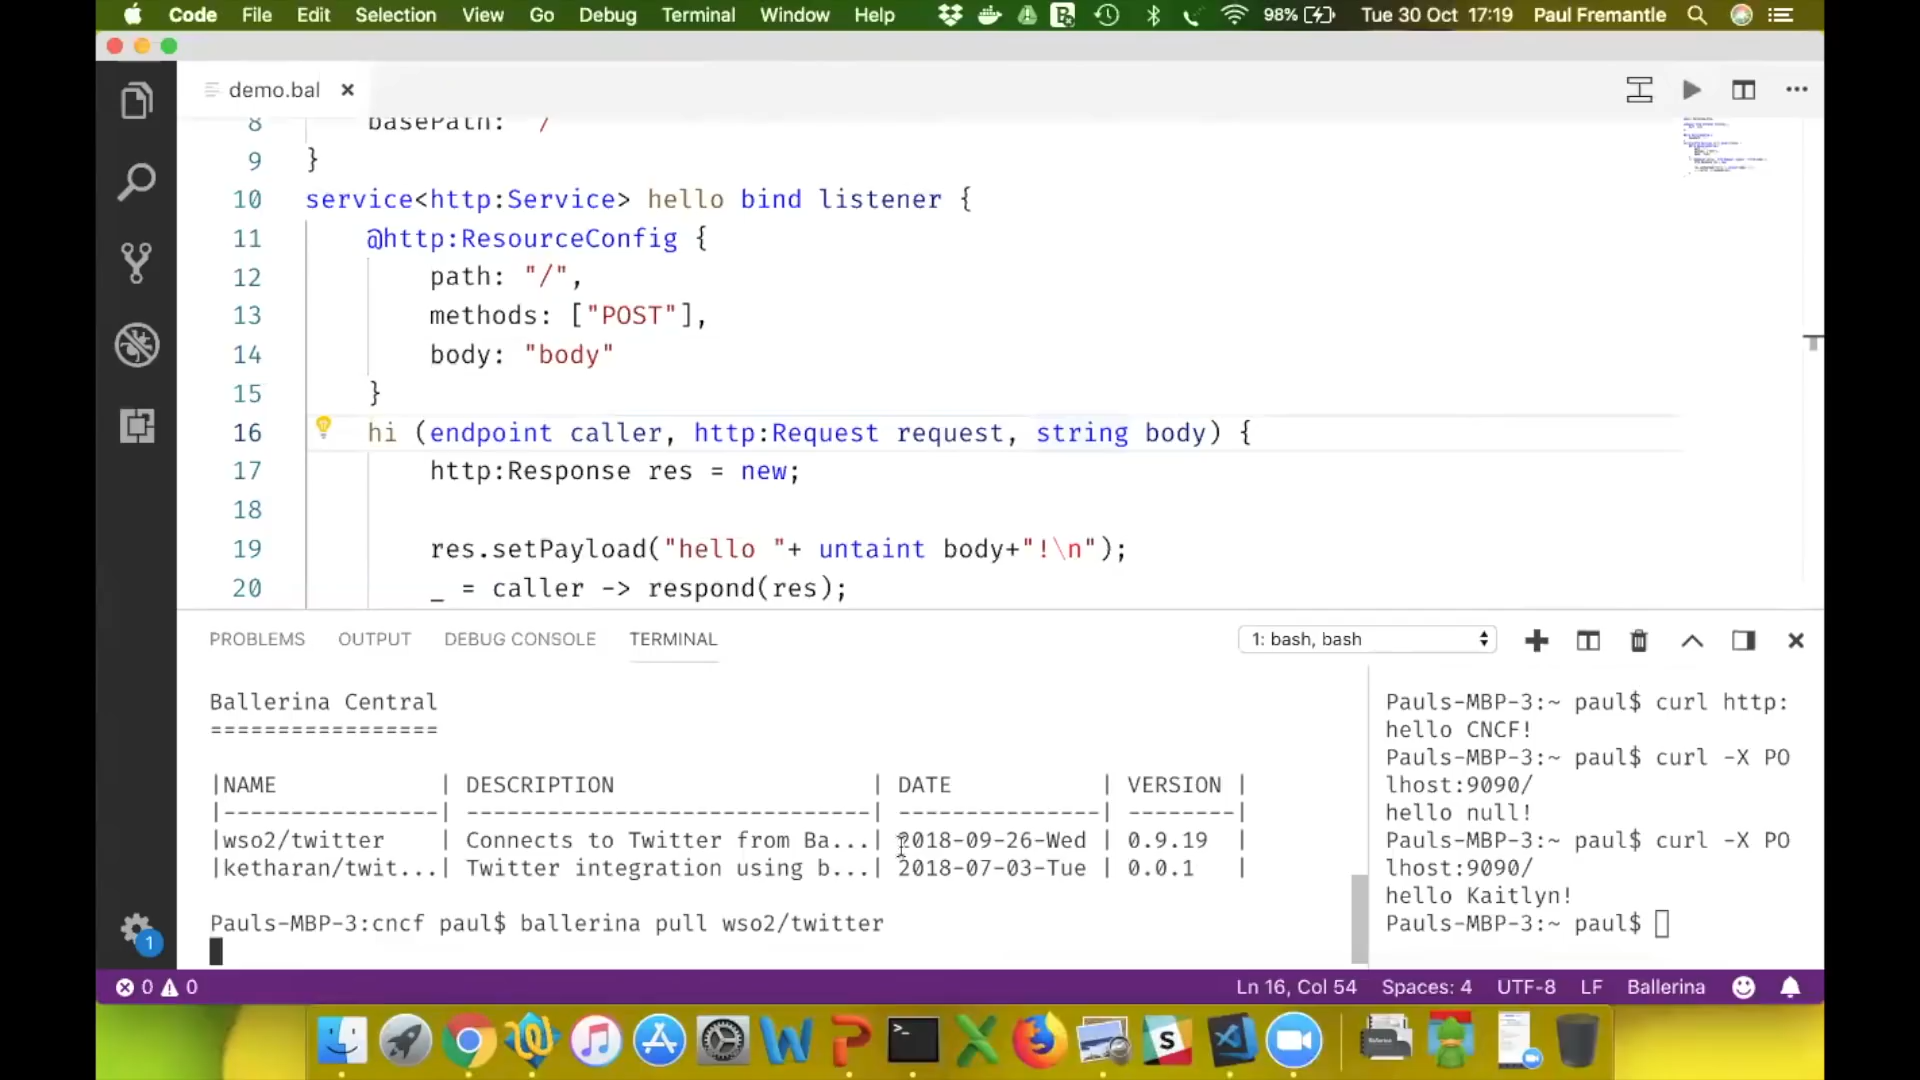 Code File Edit Selection View Go Debug Terminal Window Help 98% Tue 30 Oct 17:19 Paul Fremantle
demo.bal
8 basePath: "/"
9 }
10 service<http:Service> hello bind listener {
11 @http:ResourceConfig {
12 path: "/",
13 methods: ["POST"],
14 body: "body"
15 }
16 hi (endpoint caller, http:Request request, string body) {
17 http:Response res = new;
18
19 res.setPayload("hello "+ untaint body+"!\n");
20 _ = caller -> respond(res);
PROBLEMS OUTPUT DEBUG CONSOLE TERMINAL 1: bash, bash
Ballerina Central
=================
|NAME | DESCRIPTION | DATE | VERSION |
|----------------| ------------------------------| ---------------| --------|
|wso2/twitter | Connects to Twitter from Ba...| 2018-09-26-Wed | 0.9.19 |
|ketharan/twit...| Twitter integration using b...| 2018-07-03-Tue | 0.0.1 |
Pauls-MBP-3:cncf paul$ ballerina pull wso2/twitter
Pauls-MBP-3:~ paul$ curl http:
hello CNCF!
Pauls-MBP-3:~ paul$ curl -X PO
lhost:9090/
hello null!
Pauls-MBP-3:~ paul$ curl -X PO
lhost:9090/
hello Kaitlyn!
Pauls-MBP-3:~ paul$
1
0 0 Ln 16, Col 54 Spaces: 4 UTF-8 LF Ballerina